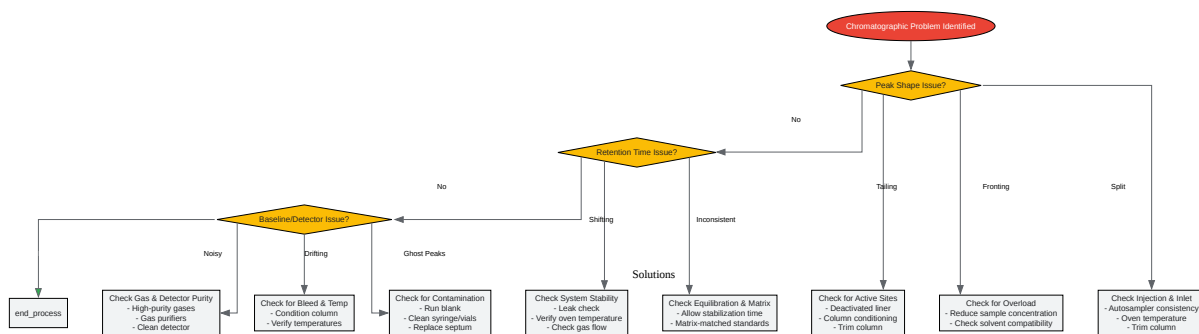 Chromatographic Problem Identified
Peak Shape Issue?
No
Retention Time Issue?
No
Tailing
Fronting
Split
Baseline/Detector Issue?
Shifting
Inconsistent
Noisy
Drifting
Ghost Peaks
Solutions
end_process
Check Gas & Detector Purity
- High-purity gases
- Gas purifiers
- Clean detector
Check for Bleed & Temp
- Condition column
- Verify temperatures
Check for Contamination
- Run blank
- Clean syringe/vials
- Replace septum
Check System Stability
- Leak check
- Verify oven temperature
- Check gas flow
Check Equilibration & Matrix
- Allow stabilization time
- Matrix-matched standards
Check for Active Sites
- Deactivated liner
- Column conditioning
- Trim column
Check for Overload
- Reduce sample concentration
- Check solvent compatibility
Check Injection & Inlet
- Autosampler consistency
- Oven temperature
- Trim column